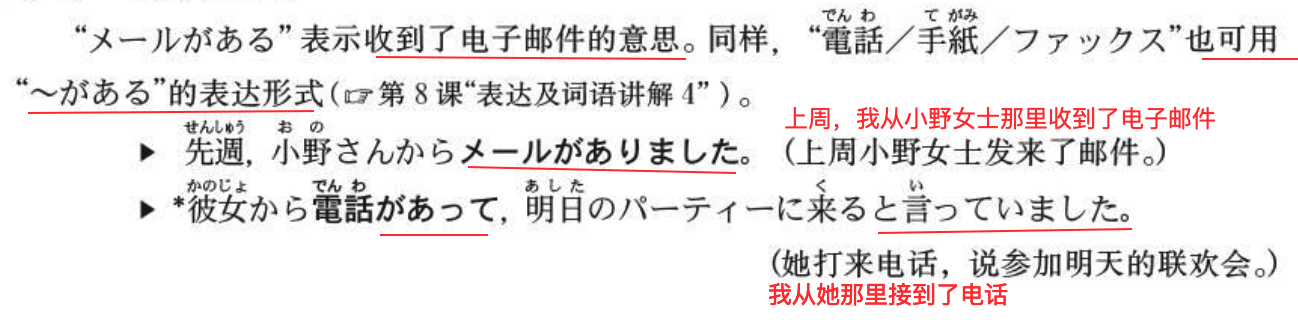 “メールがある”表示收到了电子邮件的意思。同样，“電話／手紙／ファックス”也可用
でんわ てがみ
“～がある”的表达形式(☞第8课“表达及词语讲解4”)。
上周，我从小野女士那里收到了电子邮件
せんしゅう おの
▶ 先週，小野さんからメールがありました。（上周小野女士发来了邮件。）
かのじょ でんわ あした く い
▶ *彼女から電話があって，明日のパーティーに来ると言っていました。
（她打来电话，说参加明天的联欢会。）
我从她那里接到了电话